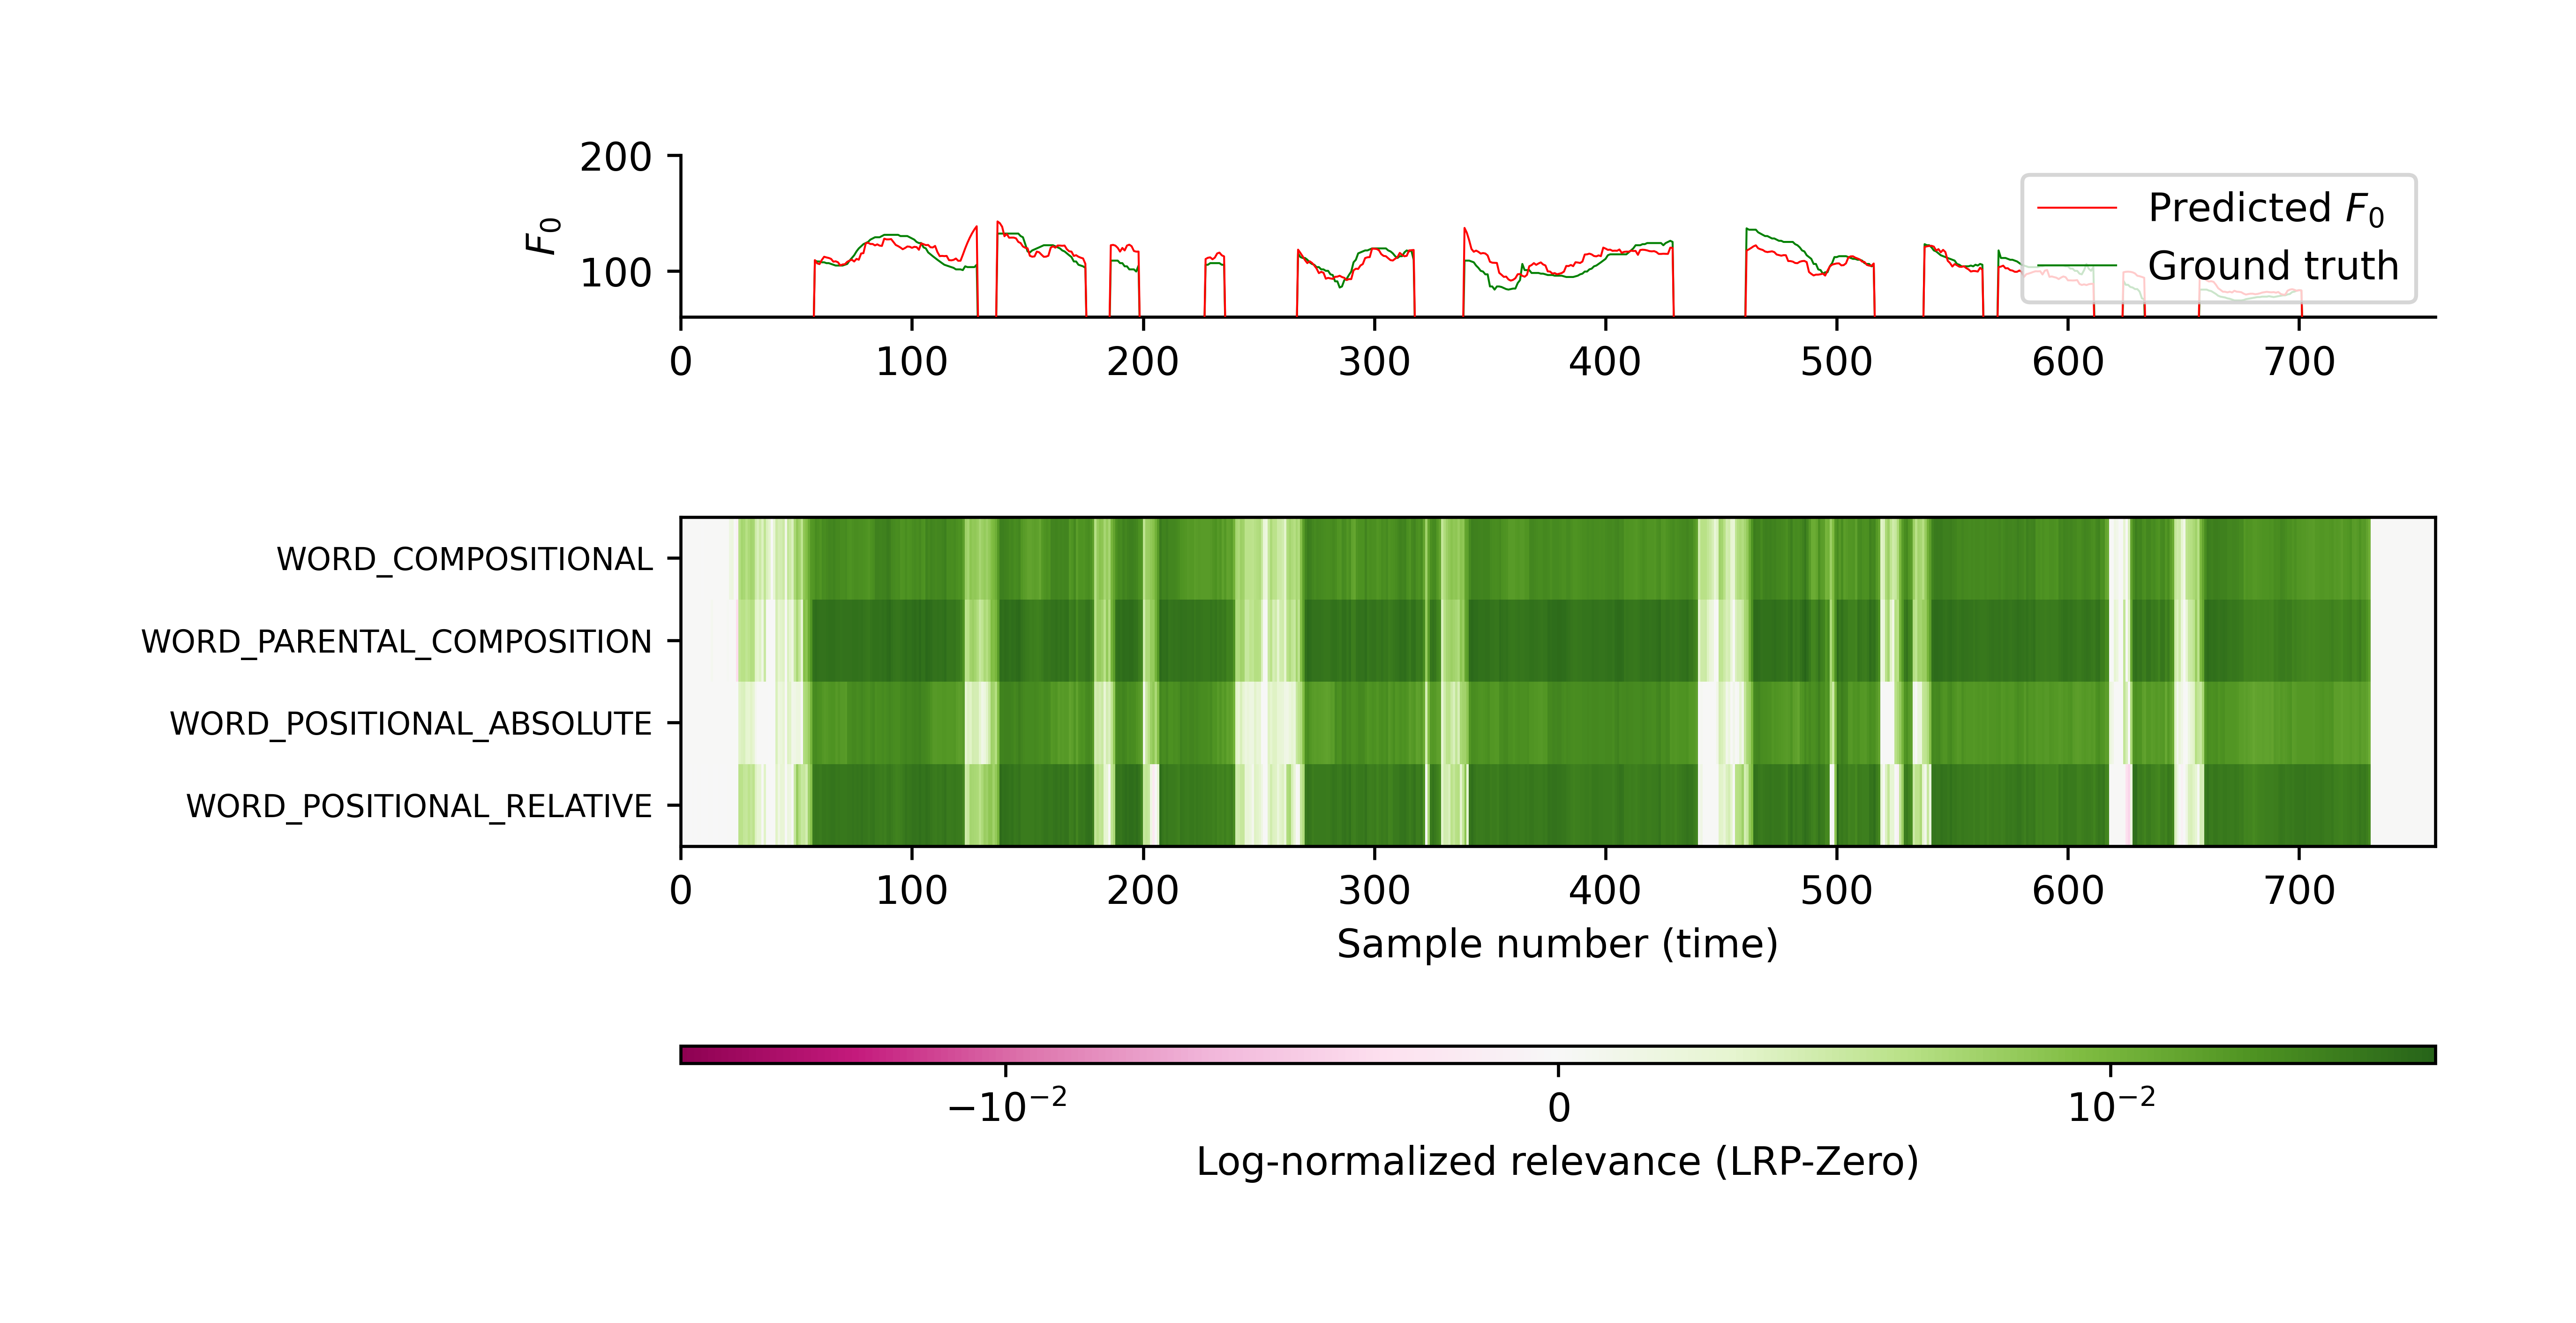 200
100
F₀
Predicted F₀
Ground truth
0 100 200 300 400 500 600 700
WORD_COMPOSITIONAL
WORD_PARENTAL_COMPOSITION
WORD_POSITIONAL_ABSOLUTE
WORD_POSITIONAL_RELATIVE
0 100 200 300 400 500 600 700
Sample number (time)
−10⁻² 0 10⁻²
Log-normalized relevance (LRP-Zero)